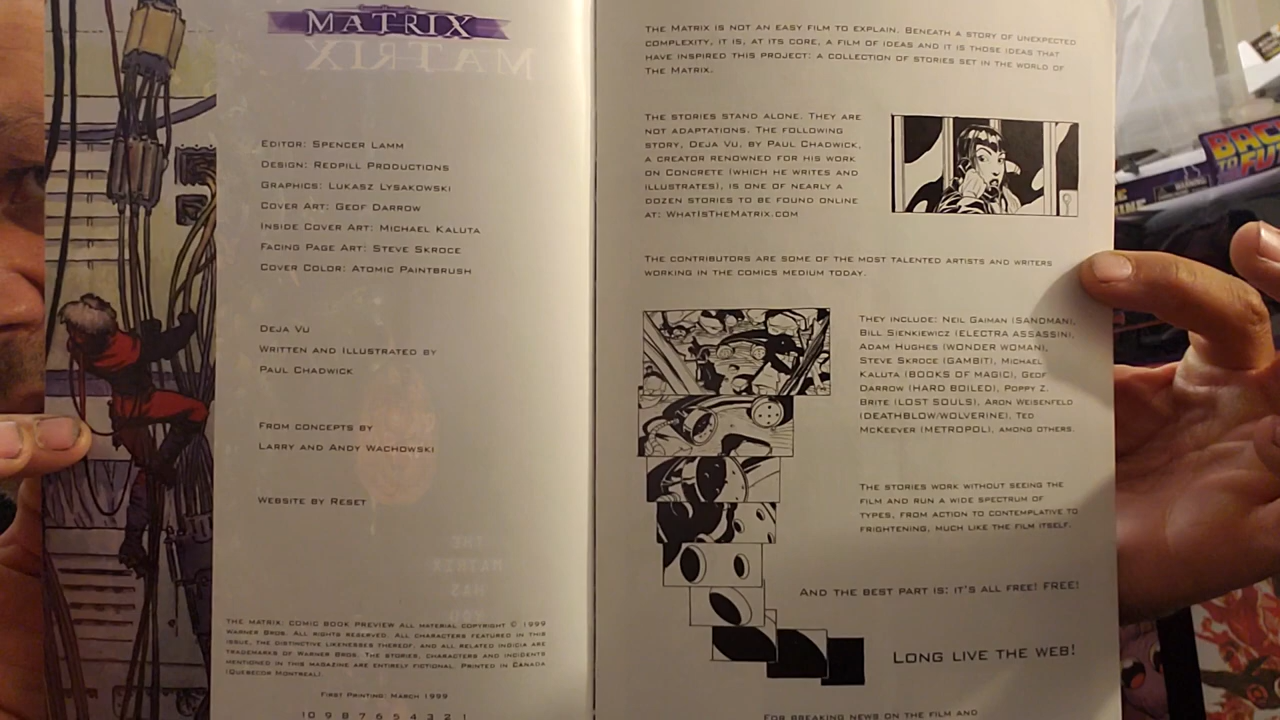 MATRIX
EDITOR: SPENCER LAMM
DESIGN: REDPILL PRODUCTIONS
GRAPHICS: LUKASZ LYSAKOWSKI
COVER ART: GEOF DARROW
INSIDE COVER ART: MICHAEL KALUTA
FACING PAGE ART: STEVE SKROCE
COVER COLOR: ATOMIC PAINTBRUSH
DEJA VU
WRITTEN AND ILLUSTRATED BY
PAUL CHADWICK
FROM CONCEPTS BY
LARRY AND ANDY WACHOWSKI
WEBSITE BY RESET
THE MATRIX: COMIC BOOK PREVIEW ALL MATERIAL COPYRIGHT © 1999
WARNER BROS. ALL RIGHTS RESERVED. ALL CHARACTERS FEATURED IN THIS
ISSUE, THE DISTINCTIVE LIKENESSES THEREOF, AND ALL RELATED INDICIA ARE
TRADEMARKS OF WARNER BROS. THE STORIES, CHARACTERS AND INCIDENTS
MENTIONED IN THIS MAGAZINE ARE ENTIRELY FICTIONAL. PRINTED IN CANADA
(QUEBECOR MONTREAL).
FIRST PRINTING: MARCH 1999
10 9 8 7 6 5 4 3 2 1
THE MATRIX IS NOT AN EASY FILM TO EXPLAIN. BENEATH A STORY OF UNEXPECTED
COMPLEXITY, IT IS, AT ITS CORE, A FILM OF IDEAS AND IT IS THOSE IDEAS THAT
HAVE INSPIRED THIS PROJECT: A COLLECTION OF STORIES SET IN THE WORLD OF
THE MATRIX.
THE STORIES STAND ALONE. THEY ARE
NOT ADAPTATIONS. THE FOLLOWING
STORY, DEJA VU, BY PAUL CHADWICK,
A CREATOR RENOWNED FOR HIS WORK
ON CONCRETE (WHICH HE WRITES AND
ILLUSTRATES), IS ONE OF NEARLY A
DOZEN STORIES TO BE FOUND ONLINE
AT: WHATISTHEMATRIX.COM
THE CONTRIBUTORS ARE SOME OF THE MOST TALENTED ARTISTS AND WRITERS
WORKING IN THE COMICS MEDIUM TODAY.
THEY INCLUDE: NEIL GAIMAN (SANDMAN),
BILL SIENKIEWICZ (ELECTRA ASSASSIN),
ADAM HUGHES (WONDER WOMAN),
STEVE SKROCE (GAMBIT), MICHAEL
KALUTA (BOOKS OF MAGIC), GEOF
DARROW (HARD BOILED), POPPY Z.
BRITE (LOST SOULS), ARON WEISENFELD
(DEATHBLOW/WOLVERINE), TED
MCKEEVER (METROPOL), AMONG OTHERS.
THE STORIES WORK WITHOUT SEEING THE
FILM AND RUN A WIDE SPECTRUM OF
TYPES, FROM ACTION TO CONTEMPLATIVE TO
FRIGHTENING, MUCH LIKE THE FILM ITSELF.
AND THE BEST PART IS: IT'S ALL FREE! FREE!
LONG LIVE THE WEB!
FOR BREAKING NEWS ON THE FILM AND
BACK
TO